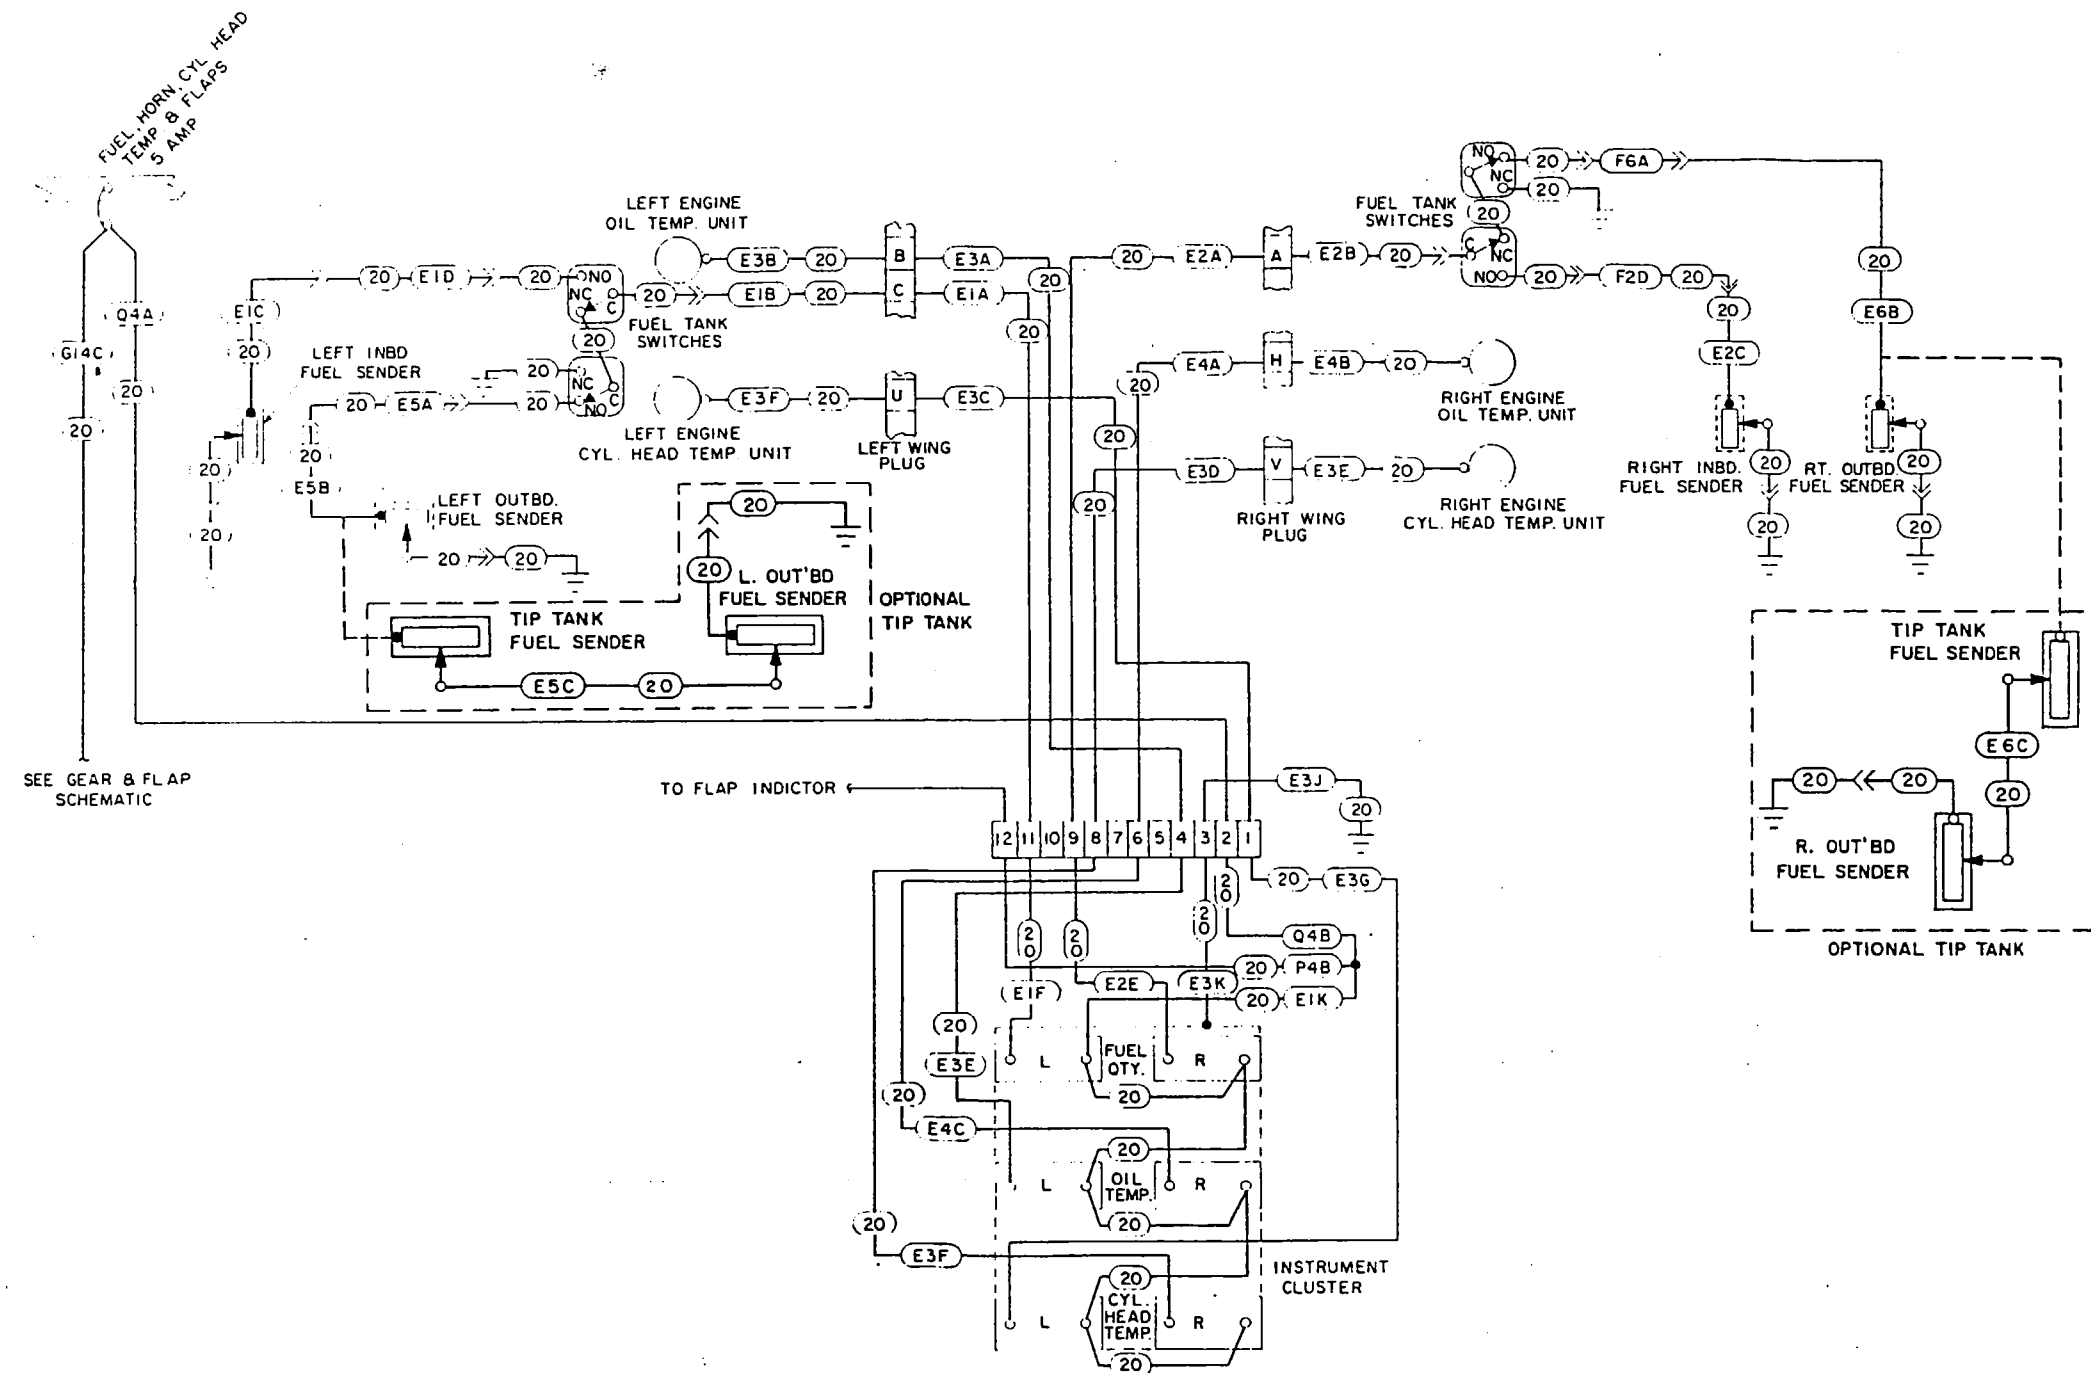 FUEL, HORN, CYL HEAD
TEMP & FLAPS
5 AMP
G14C
20
Q4A
20
SEE GEAR & FLAP
SCHEMATIC
E1C
20
20
20
20
E1D
20
NO
NC
C
20
E1B
20
FUEL TANK
SWITCHES
20
LEFT ENGINE
OIL TEMP. UNIT
E3B
20
B
C
E3A
E1A
20
20
LEFT INBD
FUEL SENDER
20
E5A
20
20
NC
C
NO
20
E5B
LEFT ENGINE
CYL. HEAD TEMP. UNIT
E3F
20
U
E3C
20
LEFT WING
PLUG
LEFT OUTBD.
FUEL SENDER
20
20
20
20
L. OUT'BD
FUEL SENDER
OPTIONAL
TIP TANK
TIP TANK
FUEL SENDER
E5C
20
20
E2A
A
E2B
20
FUEL TANK
SWITCHES
NO
NC
20
F6A
20
20
C
NC
NO
20
F2D
20
20
E2C
20
E6B
20
E4A
H
E4B
20
RIGHT ENGINE
OIL TEMP. UNIT
20
E3D
V
E3E
20
RIGHT ENGINE
CYL. HEAD TEMP. UNIT
RIGHT WING
PLUG
RIGHT INBD.
FUEL SENDER
20
20
RT. OUTBD.
FUEL SENDER
20
20
TIP TANK
FUEL SENDER
E6C
20
20
20
R. OUT'BD
FUEL SENDER
OPTIONAL TIP TANK
TO FLAP INDICTOR
E3J
20
12 11 10 9 8 7 6 5 4 3 2 1
20
E3G
20
20
20
20
Q4B
20
P4B
E1F
E2E
E3K
20
E1K
20
E3E
L
FUEL
QTY.
R
20
20
E4C
20
L
OIL
TEMP.
R
20
20
E3F
20
L
CYL.
HEAD
TEMP.
R
20
INSTRUMENT
CLUSTER